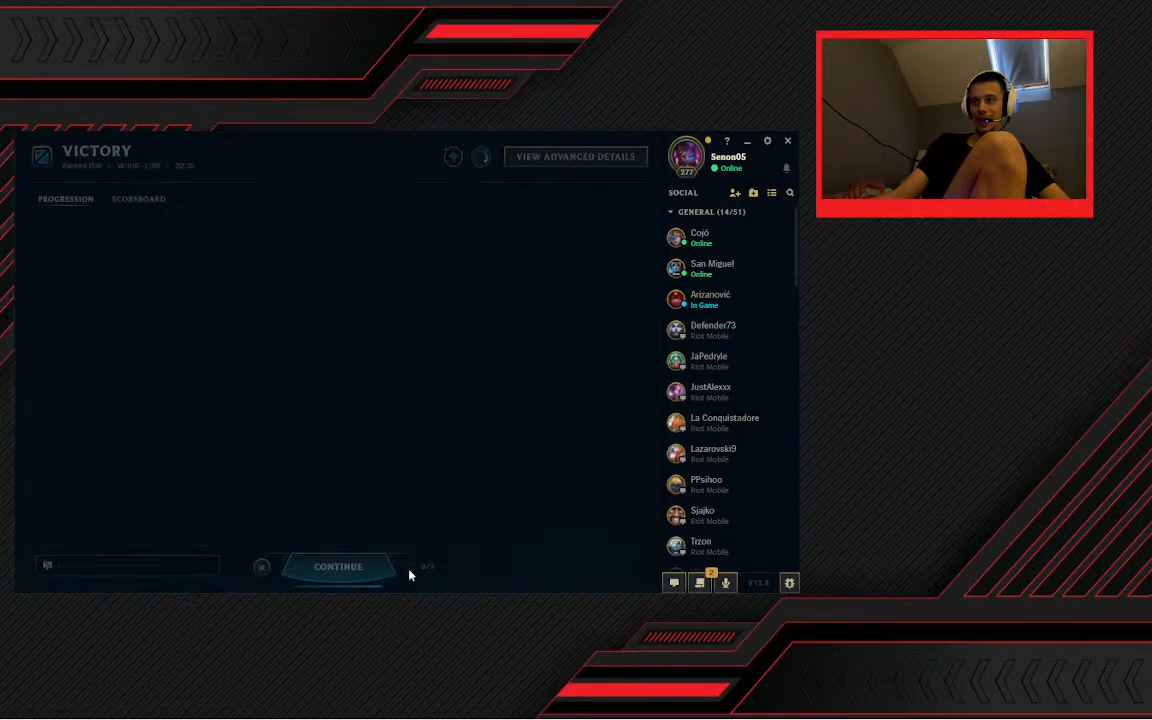 VICTORY
VIEW ADVANCED DETAILS
PROGRESSION
SCOREBOARD
CONTINUE
277
Senon05
Online
SOCIAL
GENERAL (14/51)
Cojó
Online
San Miguel
Online
Arizanović
In Game
Defender73
Riot Mobile
JaPedryle
Riot Mobile
JustAlexxx
Riot Mobile
La Conquistadore
Riot Mobile
Lazarovski9
Riot Mobile
PPsihoo
Riot Mobile
Sjajko
Riot Mobile
Trzon
Riot Mobile
2